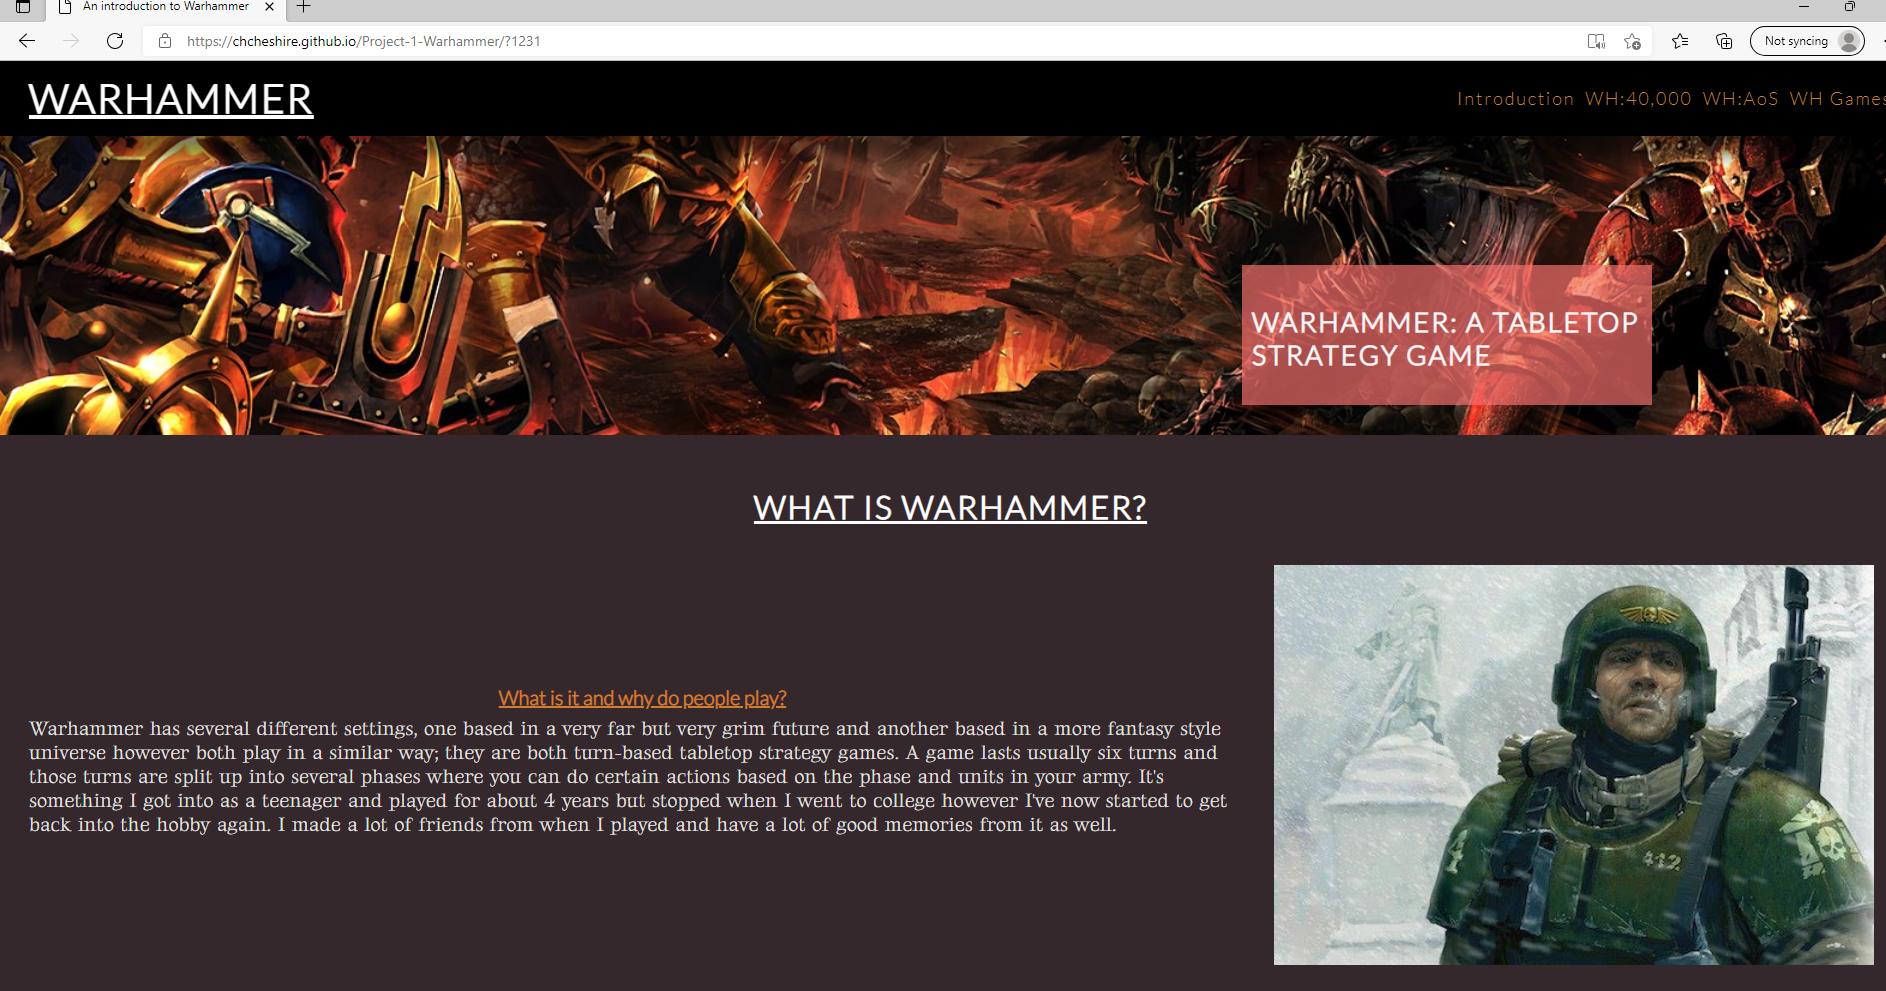 An introduction to Warhammer
https://chcheshire.github.io/Project-1-Warhammer/?1231
Not syncing
WARHAMMER
Introduction WH:40,000 WH:AoS WH Games
WARHAMMER: A TABLETOP
STRATEGY GAME
WHAT IS WARHAMMER?
What is it and why do people play?
Warhammer has several different settings, one based in a very far but very grim future and another based in a more fantasy style
universe however both play in a similar way; they are both turn-based tabletop strategy games. A game lasts usually six turns and
those turns are split up into several phases where you can do certain actions based on the phase and units in your army. It's
something I got into as a teenager and played for about 4 years but stopped when I went to college however I've now started to get
back into the hobby again. I made a lot of friends from when I played and have a lot of good memories from it as well.
412
4